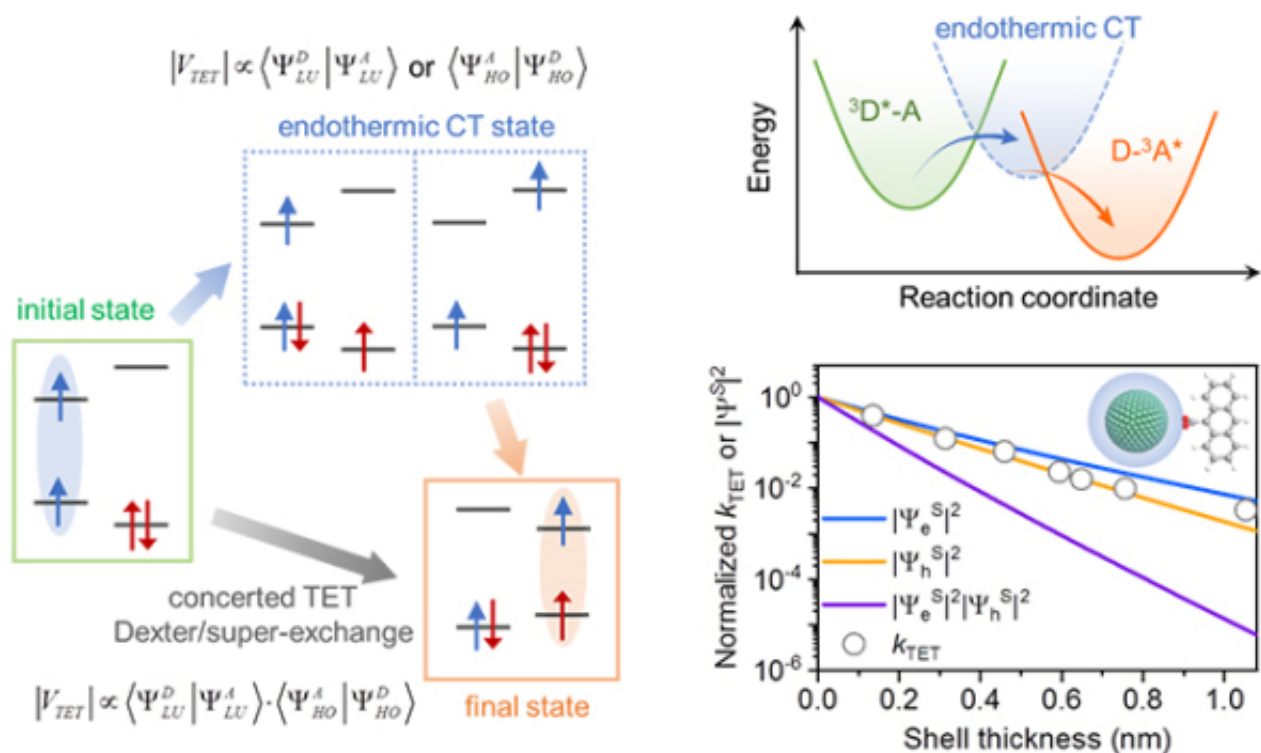 |V_TET| ∝ ⟨Ψ^D_LU|Ψ^A_LU⟩ or ⟨Ψ^A_HO|Ψ^D_HO⟩
endothermic CT state
initial state
concerted TET
Dexter/super-exchange
|V_TET| ∝ ⟨Ψ^D_LU|Ψ^A_LU⟩·⟨Ψ^A_HO|Ψ^D_HO⟩
final state
endothermic CT
³D*-A
D-³A*
Energy
Reaction coordinate
Normalized k_TET or |Ψ^S|²
10⁰
10⁻²
10⁻⁴
10⁻⁶
|Ψ_e^S|²
|Ψ_h^S|²
|Ψ_e^S|²|Ψ_h^S|²
k_TET
0.0 0.2 0.4 0.6 0.8 1.0
Shell thickness (nm)